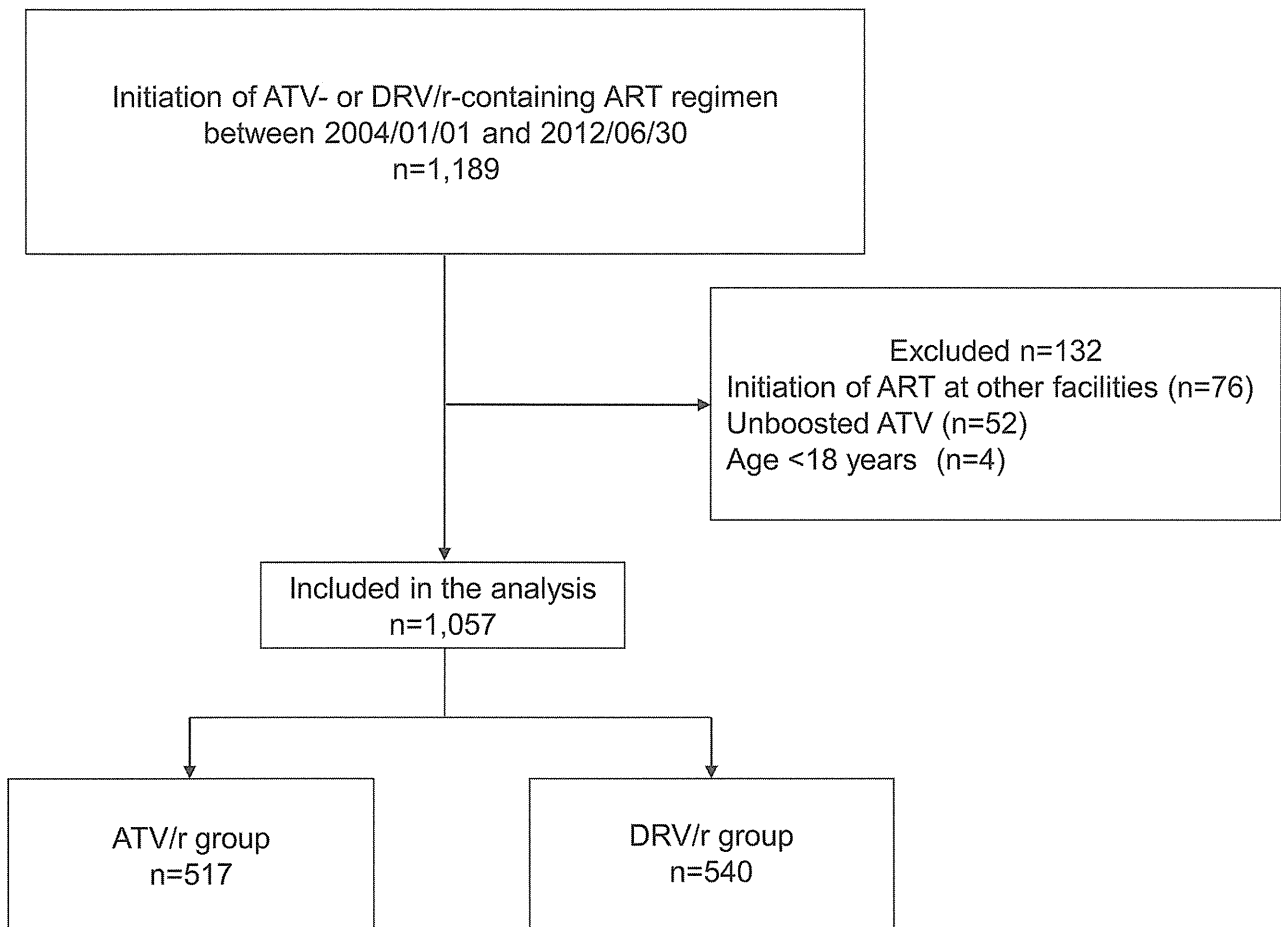 Initiation of ATV- or DRV/r-containing ART regimen
between 2004/01/01 and 2012/06/30
n=1,189
Excluded n=132
Initiation of ART at other facilities (n=76)
Unboosted ATV (n=52)
Age <18 years (n=4)
Included in the analysis
n=1,057
ATV/r group
n=517
DRV/r group
n=540